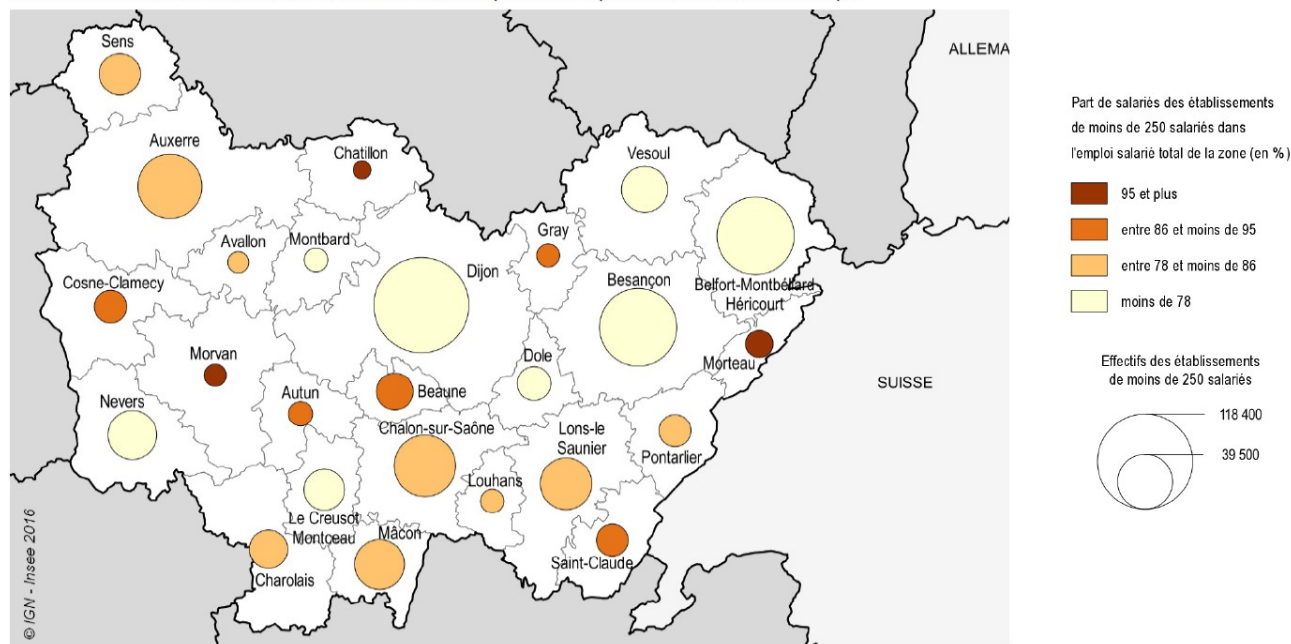 Sens
ALLEMA
Auxerre
Chatillon
Vesoul
Avallon
Montbard
Gray
Dijon
Besançon
Belfort-Montbéliard
Héricourt
Cosne-Clamecy
Morvan
Dole
Morteau
SUISSE
Nevers
Autun
Beaune
Chalon-sur-Saône
Lons-le
Saunier
Pontarlier
Louhans
Le Creusot
Montceau
Mâcon
Saint-Claude
Charolais
© IGN - Insee 2016
Part de salariés des établissements
de moins de 250 salariés dans
l'emploi salarié total de la zone (en %)
95 et plus
entre 86 et moins de 95
entre 78 et moins de 86
moins de 78
Effectifs des établissements
de moins de 250 salariés
118 400
39 500